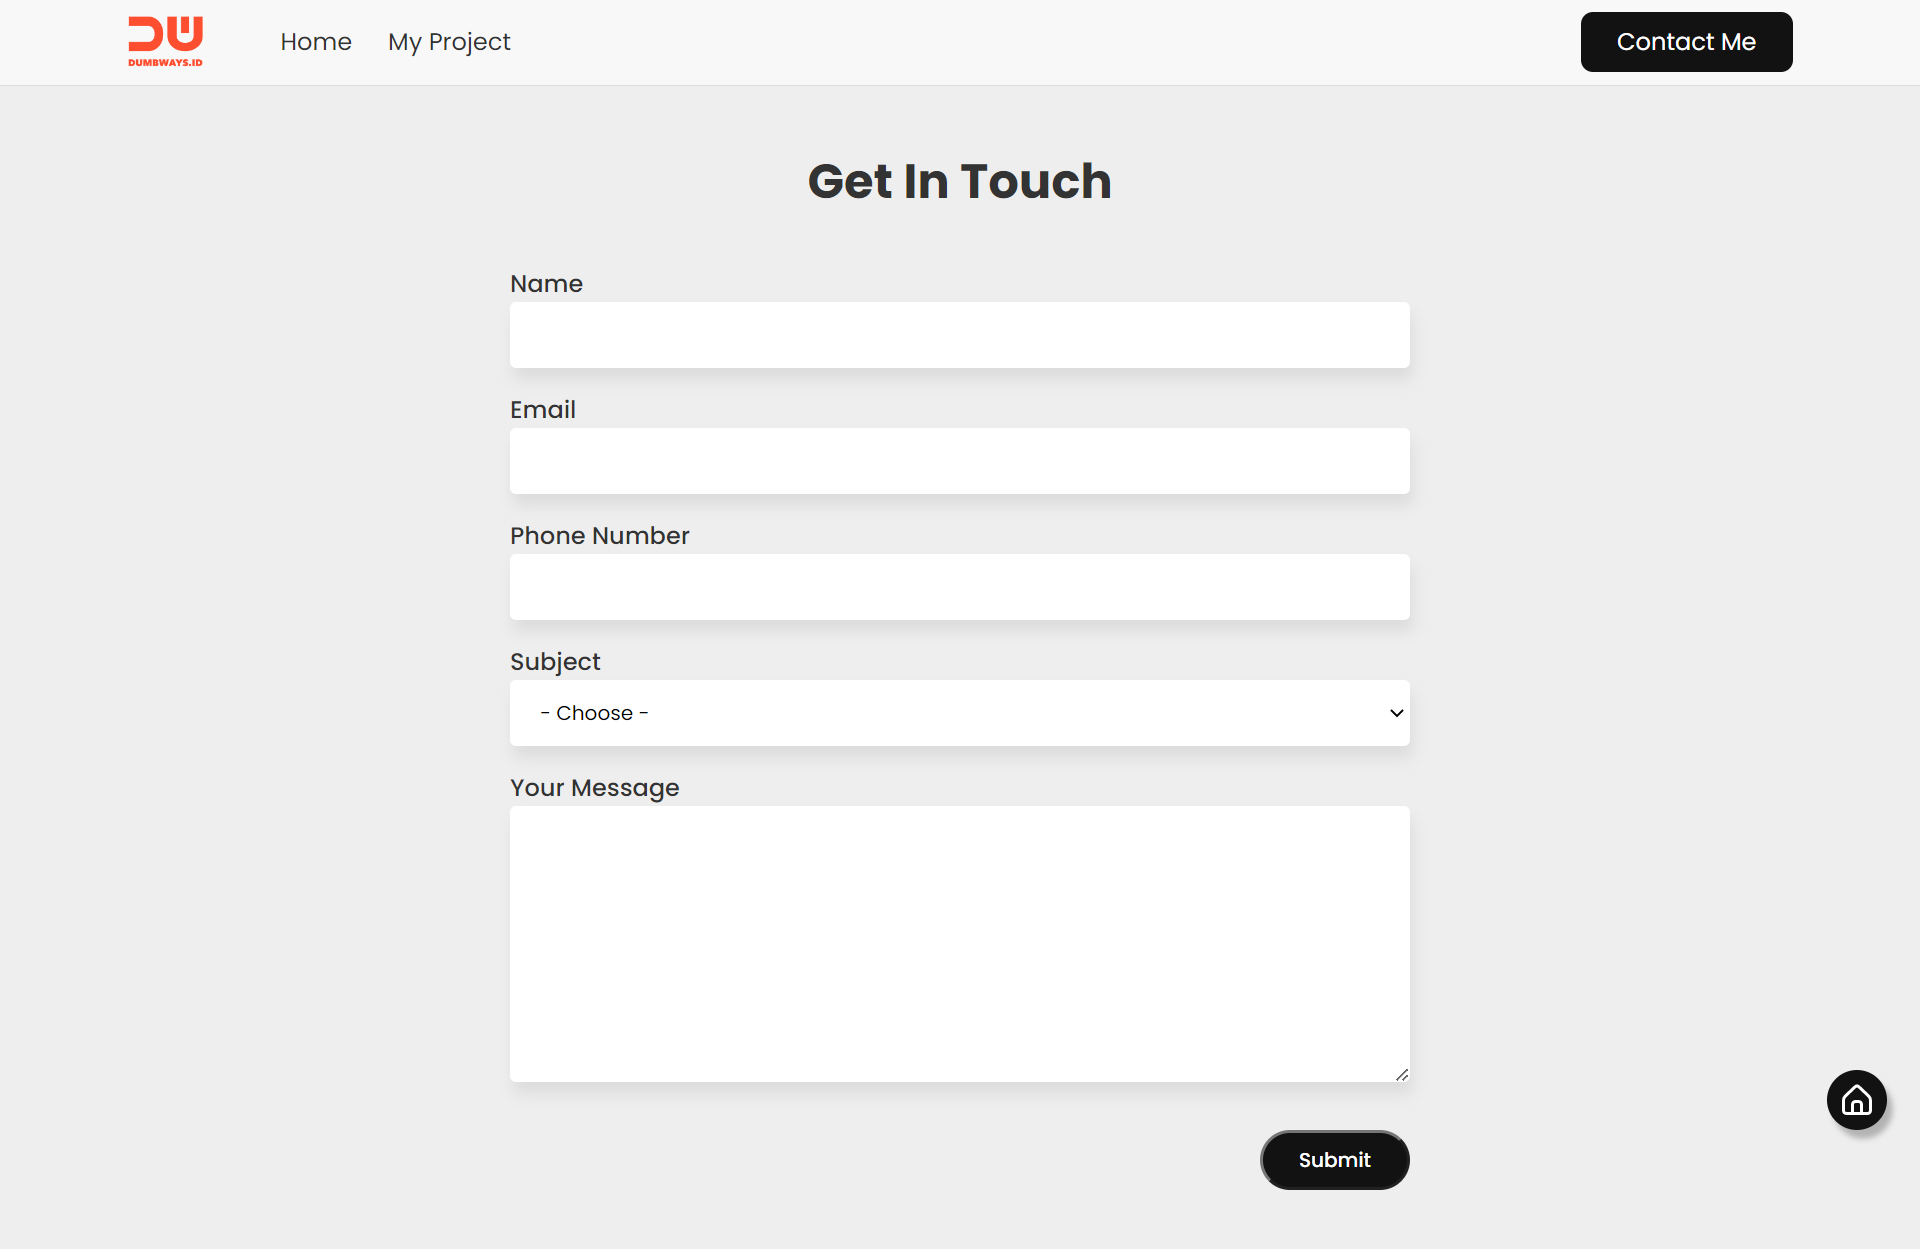 DW
DUMBWAYS.ID
Home
My Project
Contact Me
Get In Touch
Name
Email
Phone Number
Subject
- Choose -
Your Message
Submit